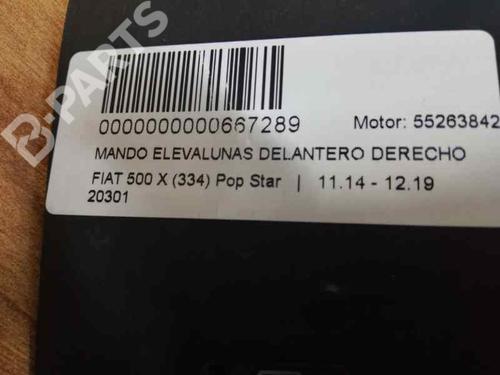 B-PARTS
0000000000667289 Motor: 55263842
MANDO ELEVALUNAS DELANTERO DERECHO
FIAT 500 X (334) Pop Star | 11.14 - 12.19
20301